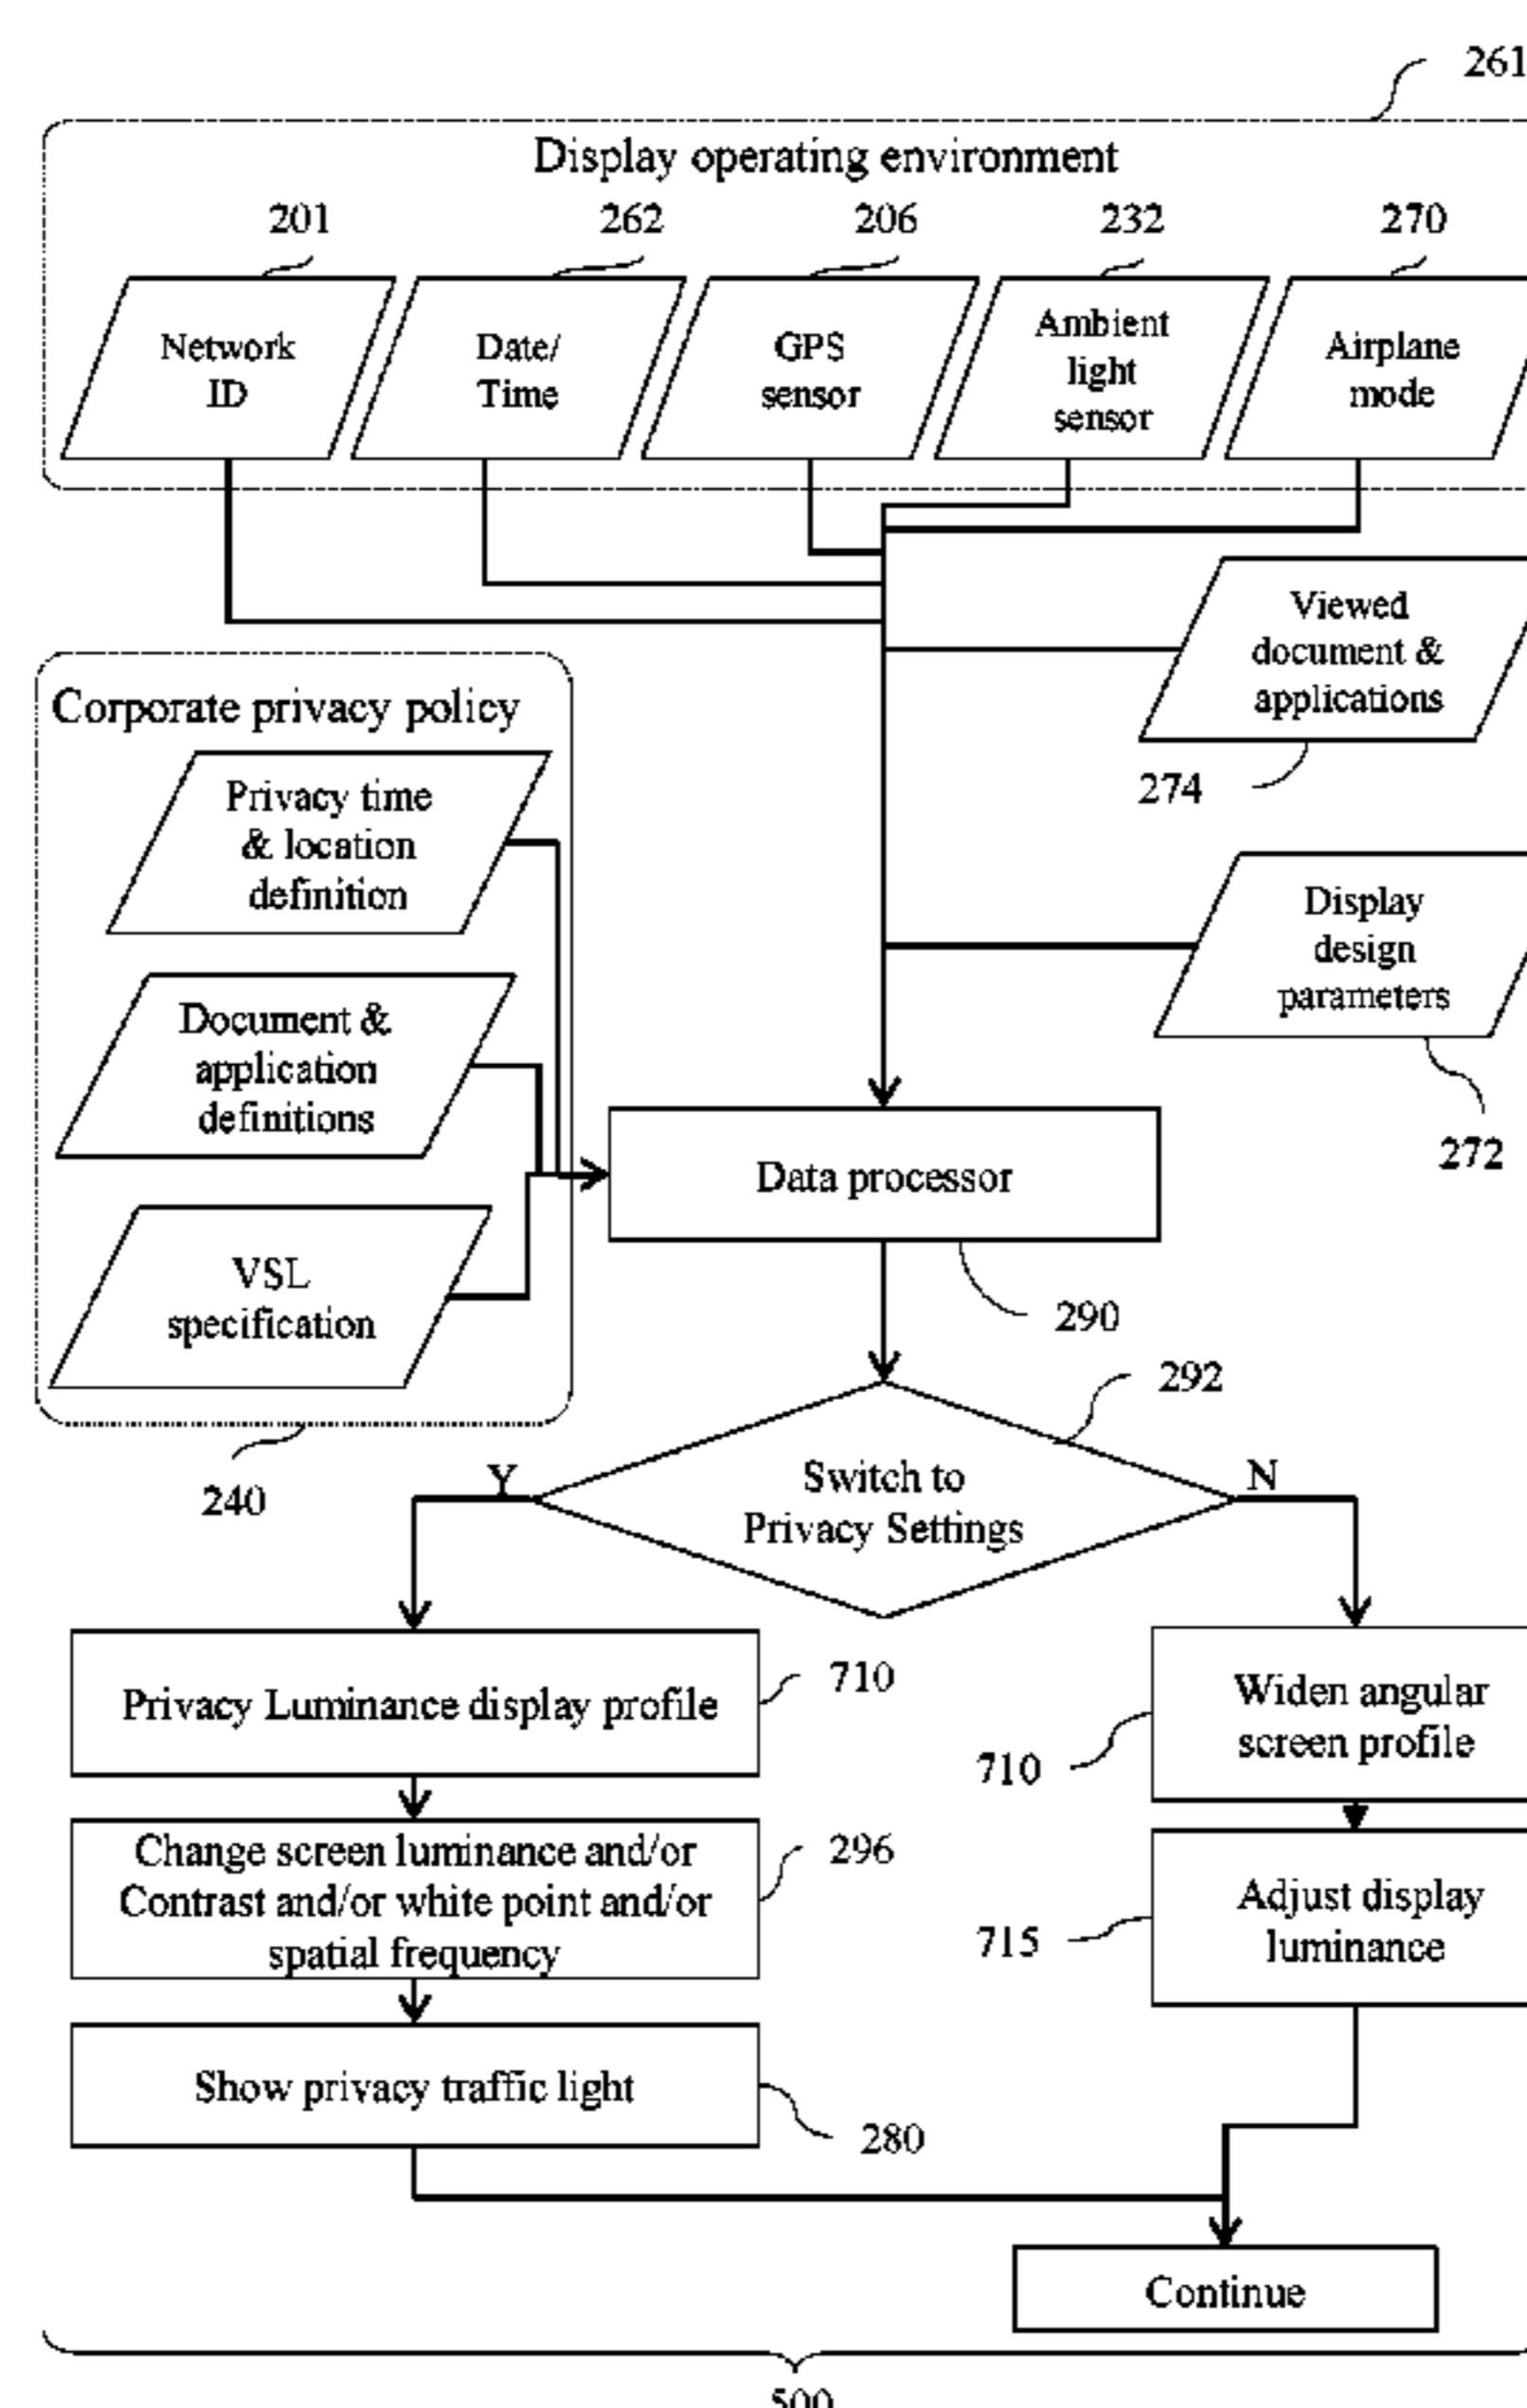 261
Display operating environment
201
262
206
232
270
Network
ID
Date/
Time
GPS
sensor
Ambient
light
sensor
Airplane
mode
Viewed
document &
applications
274
Corporate privacy policy
Privacy time
& location
definition
Display
design
parameters
272
Document &
application
definitions
Data processor
290
VSL
specification
240
292
Y
Switch to
Privacy Settings
N
Privacy Luminance display profile
710
Widen angular
screen profile
710
Change screen luminance and/or
Contrast and/or white point and/or
spatial frequency
296
Adjust display
luminance
715
Show privacy traffic light
280
Continue
500